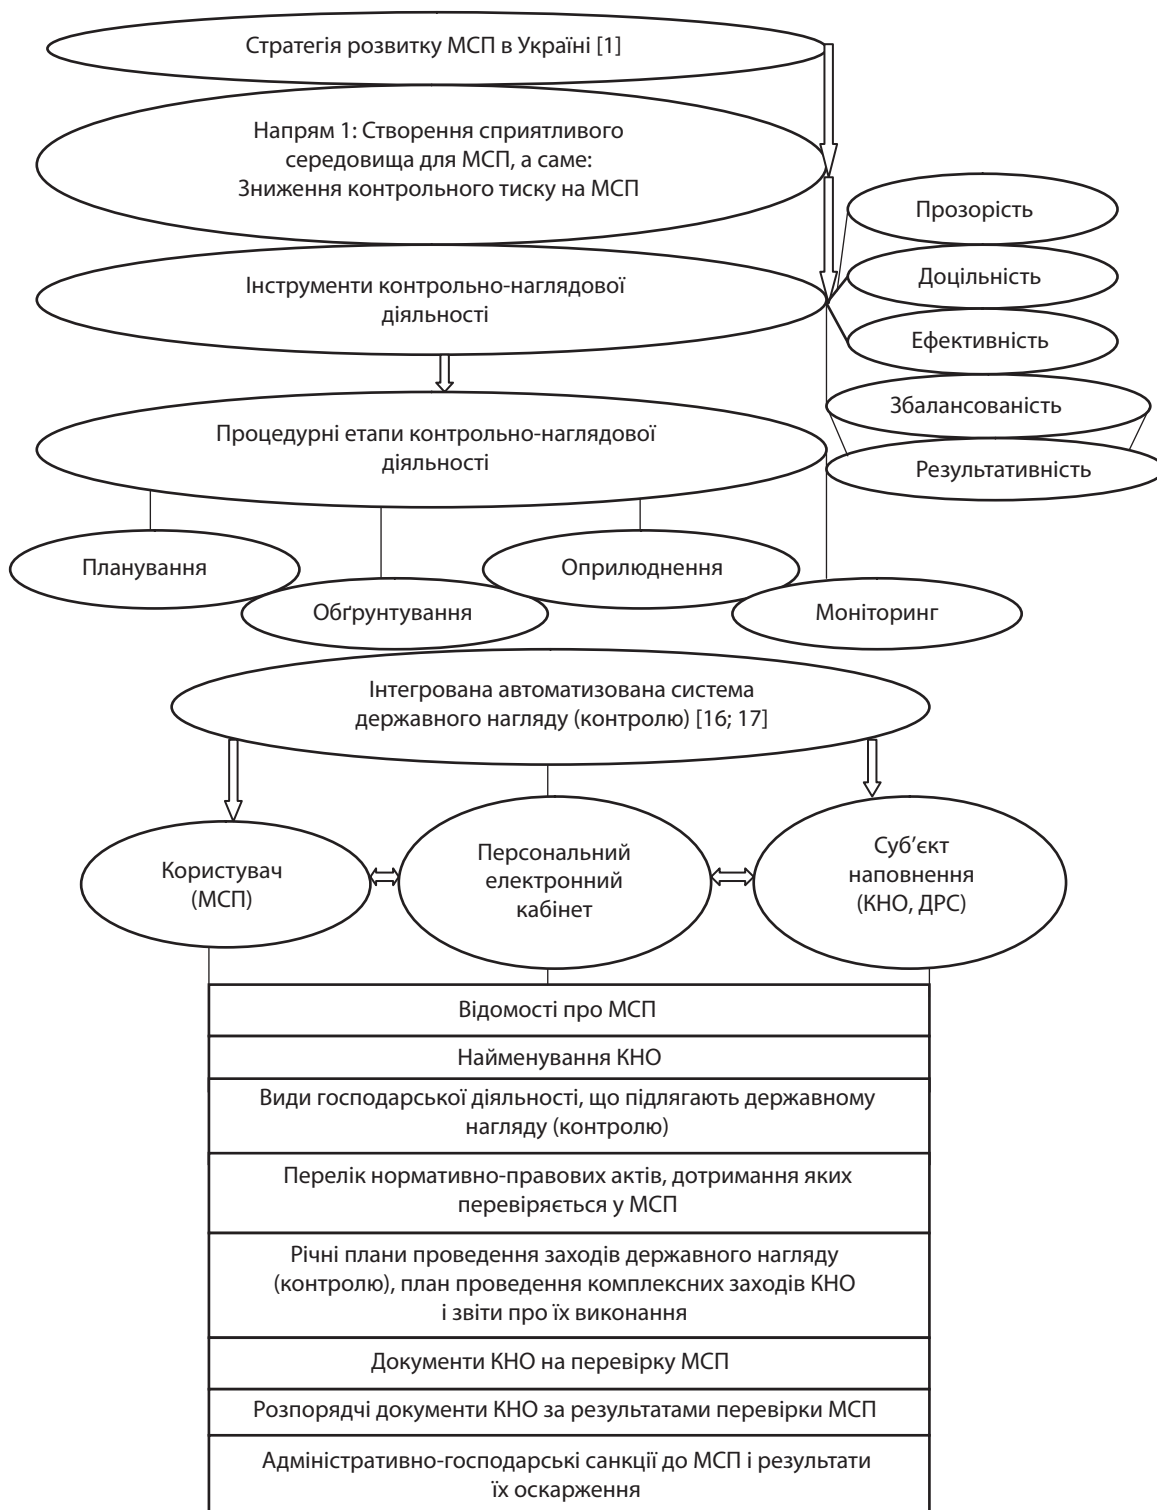 Стратегія розвитку МСП в Україні [1]
Напрям 1: Створення сприятливого
середовища для МСП, а саме:
Зниження контрольного тиску на МСП
Прозорість
Доцільність
Інструменти контрольно-наглядової
діяльності
Ефективність
Збалансованість
Процедурні етапи контрольно-наглядової
діяльності
Результативність
Планування
Оприлюднення
Обґрунтування
Моніторинг
Інтегрована автоматизована система
державного нагляду (контролю) [16; 17]
Користувач
(МСП)
Персональний
електронний
кабінет
Суб’єкт
наповнення
(КНО, ДРС)
Відомості про МСП
Найменування КНО
Види господарської діяльності, що підлягають державному
нагляду (контролю)
Перелік нормативно-правових актів, дотримання яких
перевіряється у МСП
Річні плани проведення заходів державного нагляду
(контролю), план проведення комплексних заходів КНО
і звіти про їх виконання
Документи КНО на перевірку МСП
Розпорядчі документи КНО за результатами перевірки МСП
Адміністративно-господарські санкції до МСП і результати
їх оскарження